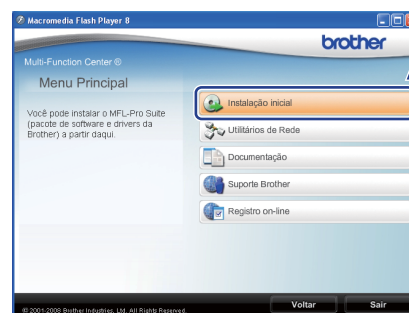 Macromedia Flash Player 8
brother
Multi-Function Center ®
Menu Principal
Você pode instalar o MFL-Pro Suite
(pacote de software e drivers da
Brother) a partir daqui.
Instalação inicial
Utilitários de Rede
Documentação
Suporte Brother
Registro on-line
© 2001-2008 Brother Industries, Ltd. All Rights Reserved.
Voltar
Sair